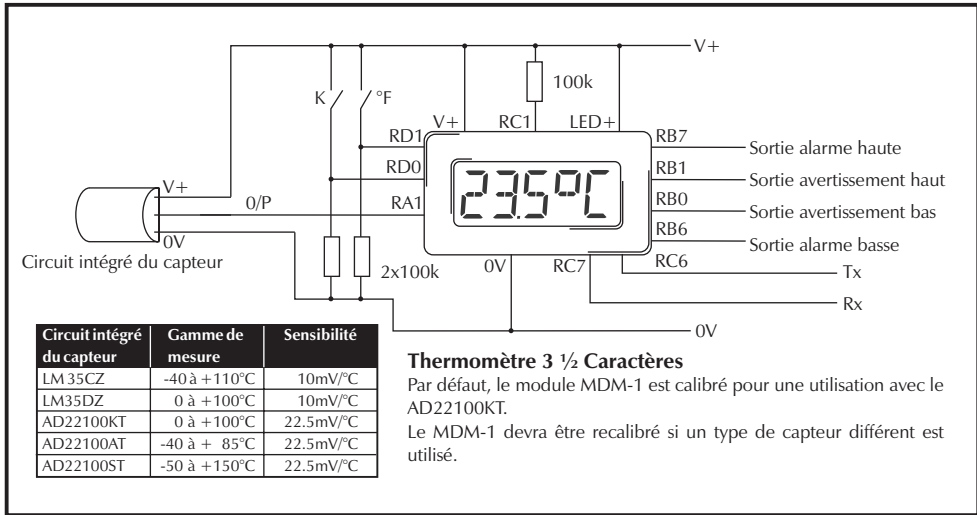 V+
100k
K
°F
V+
RC1
LED+
RD1
RB7
Sortie alarme haute
RD0
RB1
Sortie avertissement haut
V+
0/P
RA1
23.5°C
RB0
Sortie avertissement bas
0V
RB6
Sortie alarme basse
Circuit intégré du capteur
2x100k
0V
RC7
RC6
Tx
Rx
0V
Circuit intégré du capteur
Gamme de mesure
Sensibilité
LM35CZ -40 à +110°C 10mV/°C
LM35DZ 0 à +100°C 10mV/°C
AD22100KT 0 à +100°C 22.5mV/°C
AD22100AT -40 à + 85°C 22.5mV/°C
AD22100ST -50 à +150°C 22.5mV/°C
Thermomètre 3 ½ Caractères
Par défaut, le module MDM-1 est calibré pour une utilisation avec le
AD22100KT.
Le MDM-1 devra être recalibré si un type de capteur différent est
utilisé.